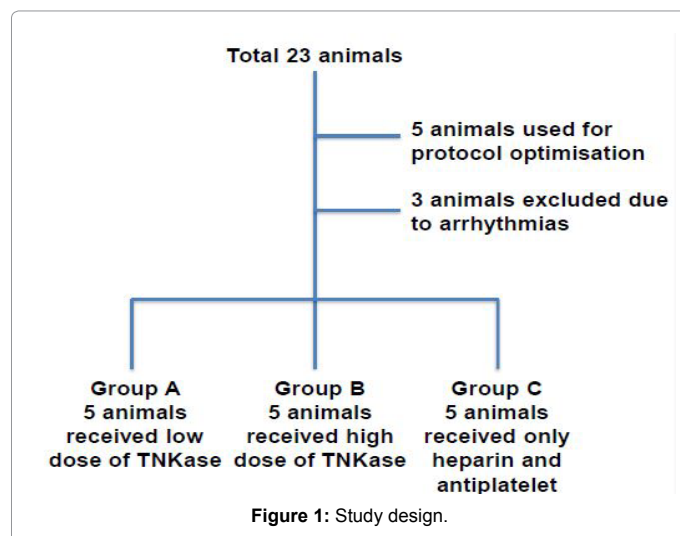 Total 23 animals
5 animals used for
protocol optimisation
3 animals excluded due
to arrhythmias
Group A
5 animals
received low
dose of TNKase
Group B
5 animals
received high
dose of TNKase
Group C
5 animals
received only
heparin and
antiplatelet
Figure 1: Study design.